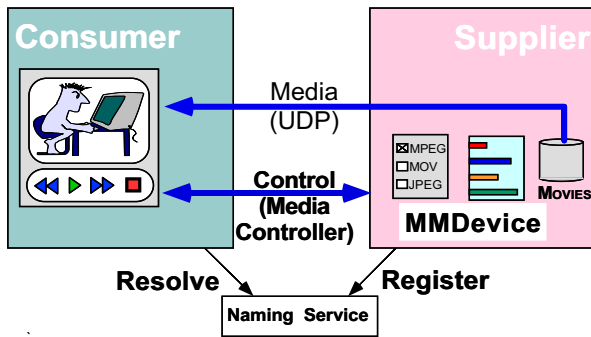 Consumer
Supplier
Media
(UDP)
MPEG
MOV
JPEG
MOVIES
Control
(Media
Controller)
MMDevice
Resolve
Register
Naming Service
`